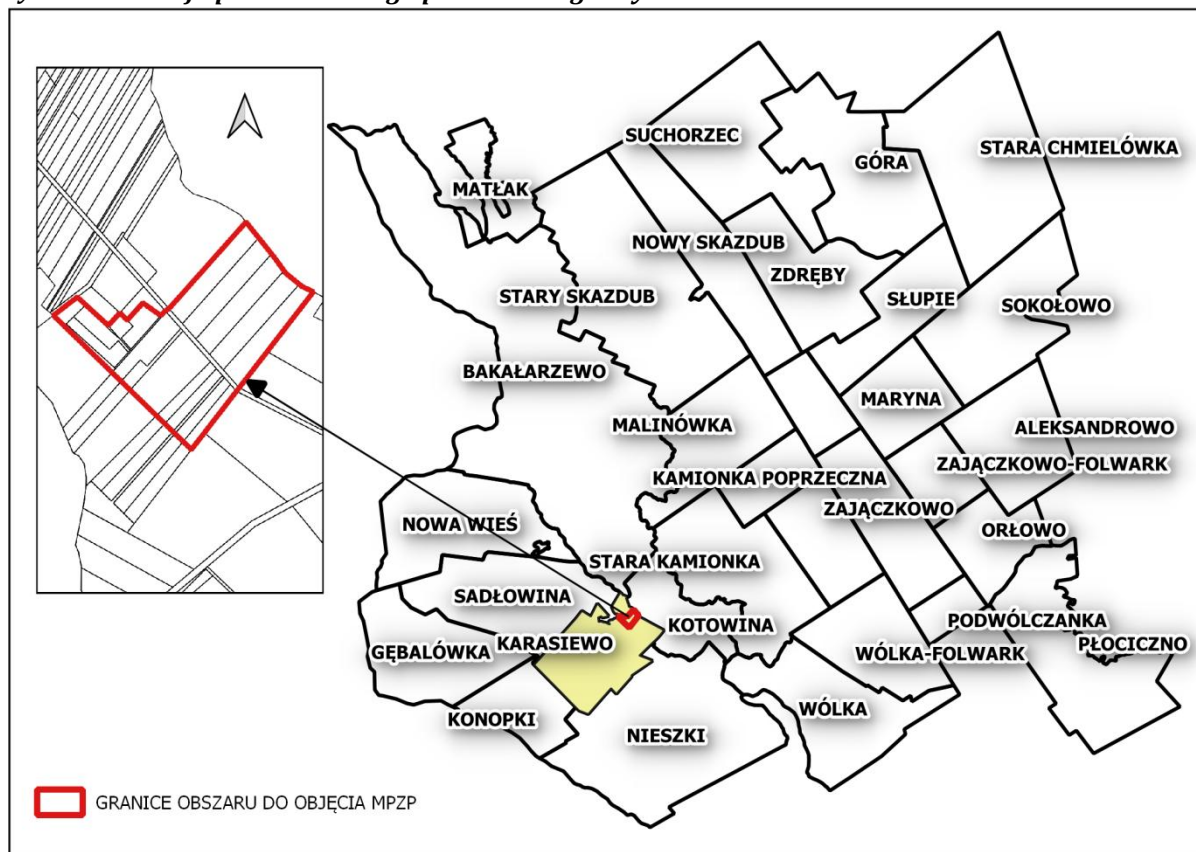 SUCHORZEC
GÓRA
STARA CHMIELÓWKA
MATŁAK
NOWY SKAZDUB
ZDRĘBY
STARY SKAZDUB
SŁUPIE
SOKOŁOWO
BAKAŁARZEWO
MARYNA
MALINÓWKA
ALEKSANDROWO
KAMIONKA POPRZECZNA
ZAJĄCZKOWO-FOLWARK
ZAJĄCZKOWO
NOWA WIEŚ
ORŁOWO
STARA KAMIONKA
SADŁOWINA
KOTOWINA
PODWÓLCZANKA
KARASIEWO
GĘBALÓWKA
WÓLKA-FOLWARK
PŁOCICZNO
WÓLKA
KONOPKI
NIESZKI
GRANICE OBSZARU DO OBJĘCIA MPZP